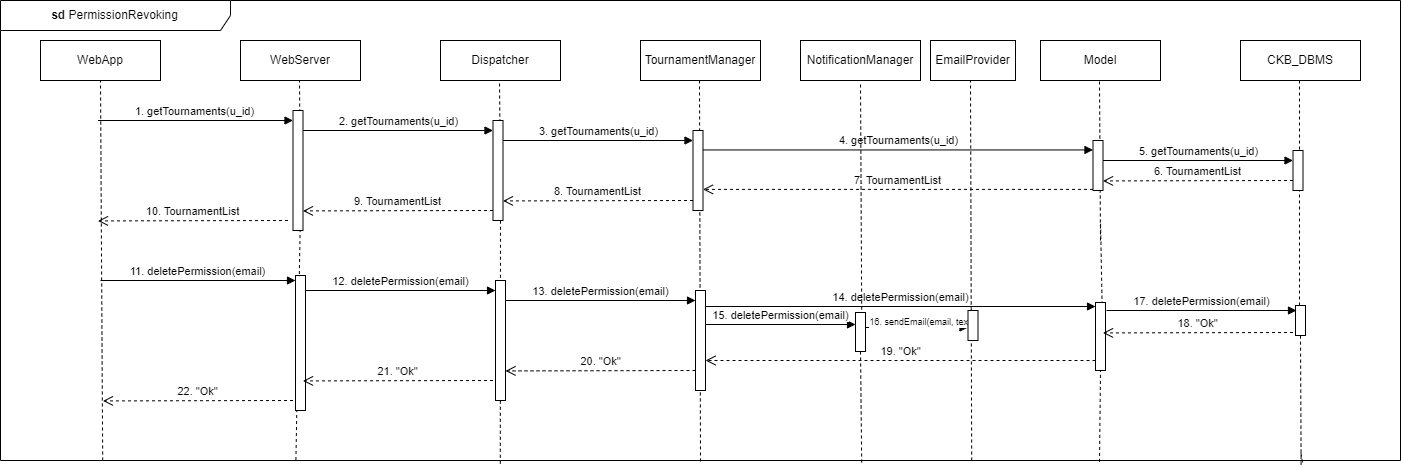 sd PermissionRevoking
WebApp
WebServer
Dispatcher
TournamentManager
NotificationManager
EmailProvider
Model
CKB_DBMS
1. getTournaments(u_id)
2. getTournaments(u_id)
3. getTournaments(u_id)
4. getTournaments(u_id)
5. getTournaments(u_id)
6. TournamentList
7. TournamentList
8. TournamentList
9. TournamentList
10. TournamentList
11. deletePermission(email)
12. deletePermission(email)
13. deletePermission(email)
14. deletePermission(email)
15. deletePermission(email)
16. sendEmail(email, tex
17. deletePermission(email)
18. "Ok"
19. "Ok"
20. "Ok"
21. "Ok"
22. "Ok"